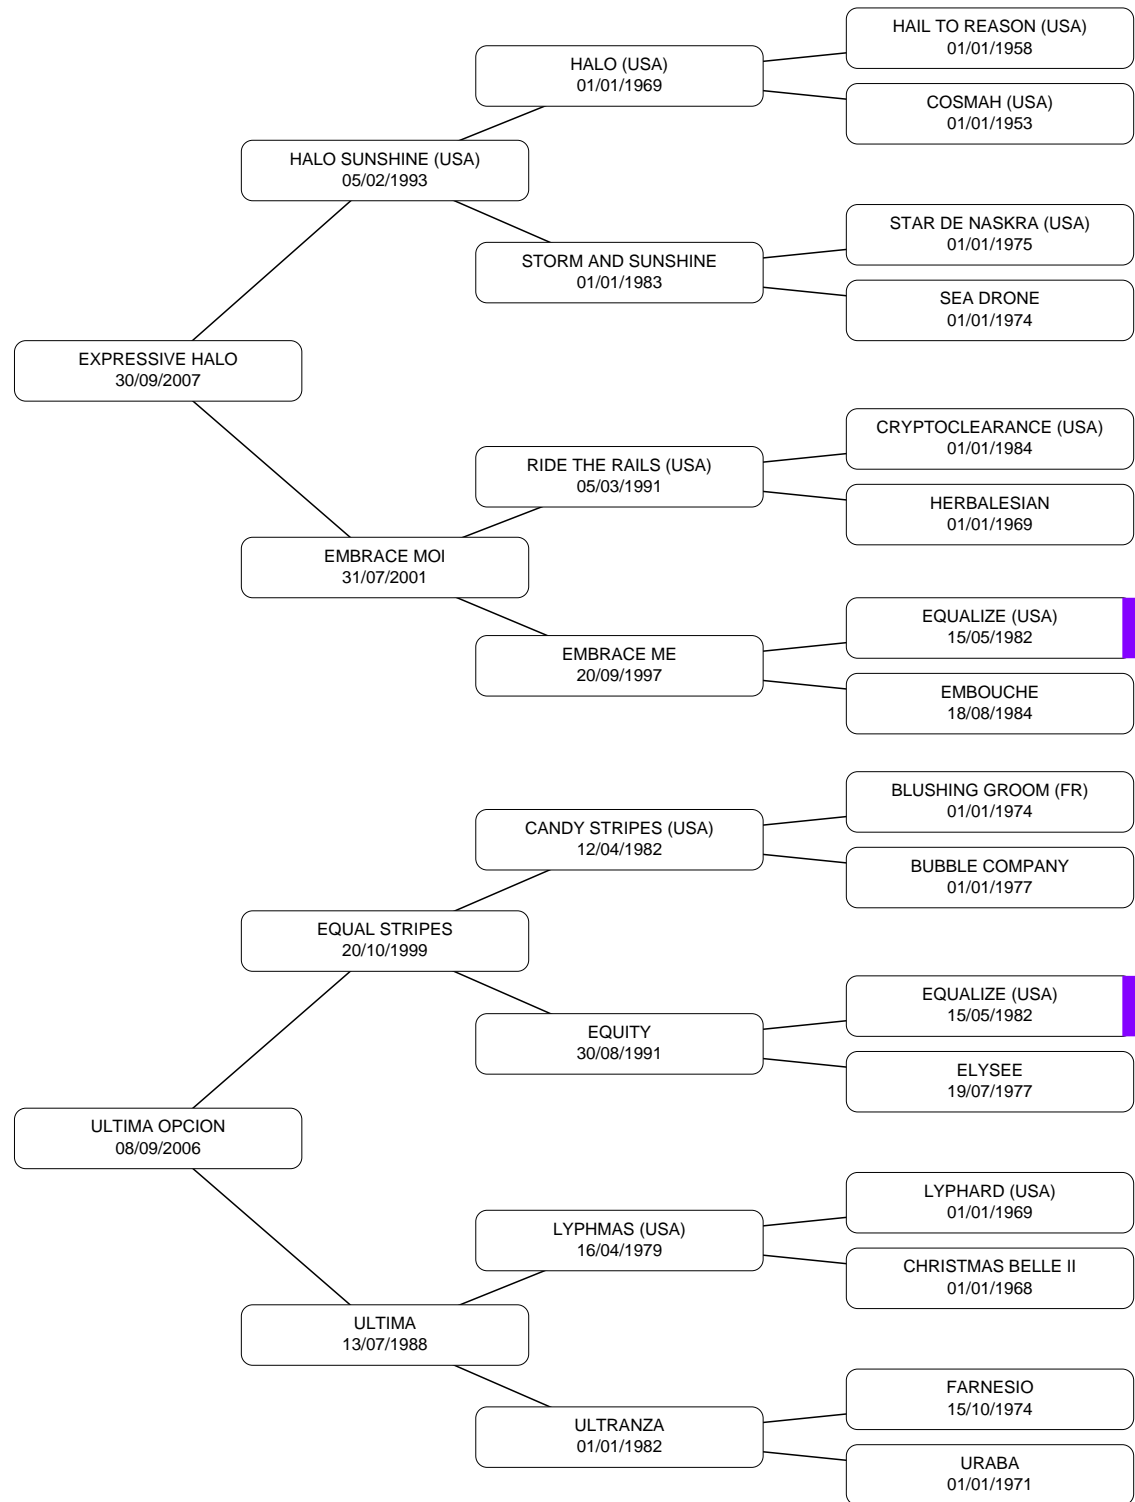 HAIL TO REASON (USA)
01/01/1958
HALO (USA)
01/01/1969
COSMAH (USA)
01/01/1953
HALO SUNSHINE (USA)
05/02/1993
STAR DE NASKRA (USA)
01/01/1975
STORM AND SUNSHINE
01/01/1983
SEA DRONE
01/01/1974
EXPRESSIVE HALO
30/09/2007
CRYPTOCLEARANCE (USA)
01/01/1984
RIDE THE RAILS (USA)
05/03/1991
HERBALESIAN
01/01/1969
EMBRACE MOI
31/07/2001
EQUALIZE (USA)
15/05/1982
EMBRACE ME
20/09/1997
EMBOUCHE
18/08/1984
BLUSHING GROOM (FR)
01/01/1974
CANDY STRIPES (USA)
12/04/1982
BUBBLE COMPANY
01/01/1977
EQUAL STRIPES
20/10/1999
EQUALIZE (USA)
15/05/1982
EQUITY
30/08/1991
ELYSEE
19/07/1977
ULTIMA OPCION
08/09/2006
LYPHARD (USA)
01/01/1969
LYPHMAS (USA)
16/04/1979
CHRISTMAS BELLE II
01/01/1968
ULTIMA
13/07/1988
FARNESIO
15/10/1974
ULTRANZA
01/01/1982
URABA
01/01/1971